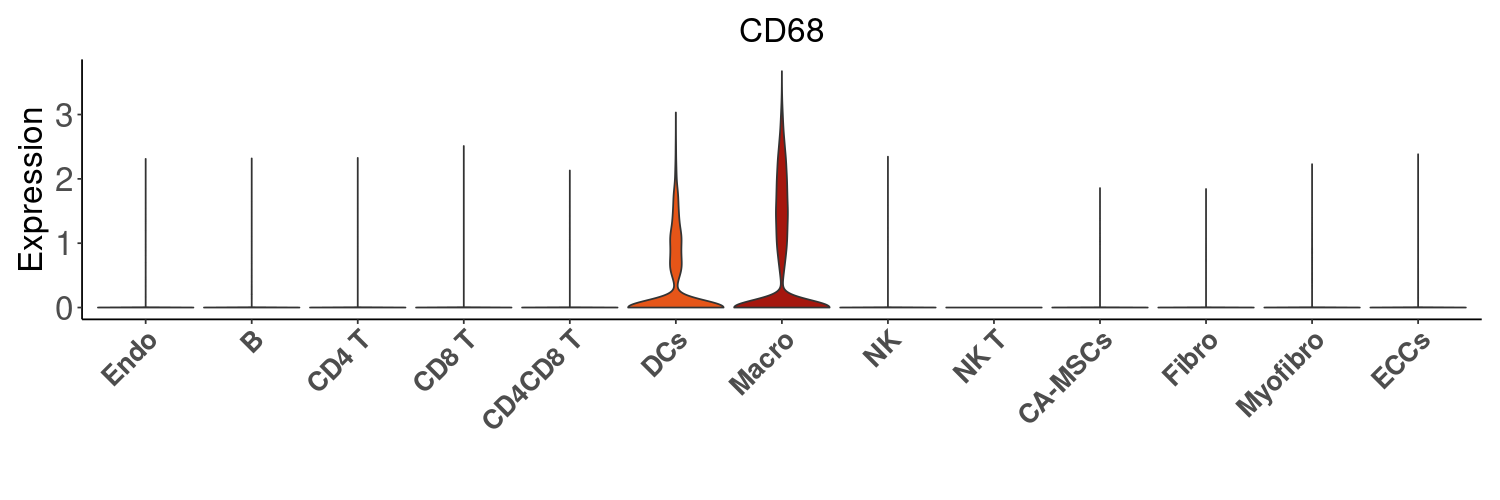 CD68
Expression
3
2
1
0
Endo
B
CD4 T
CD8 T
CD4CD8 T
DCs
Macro
NK
NK T
CA-MSCs
Fibro
Myofibro
ECCs